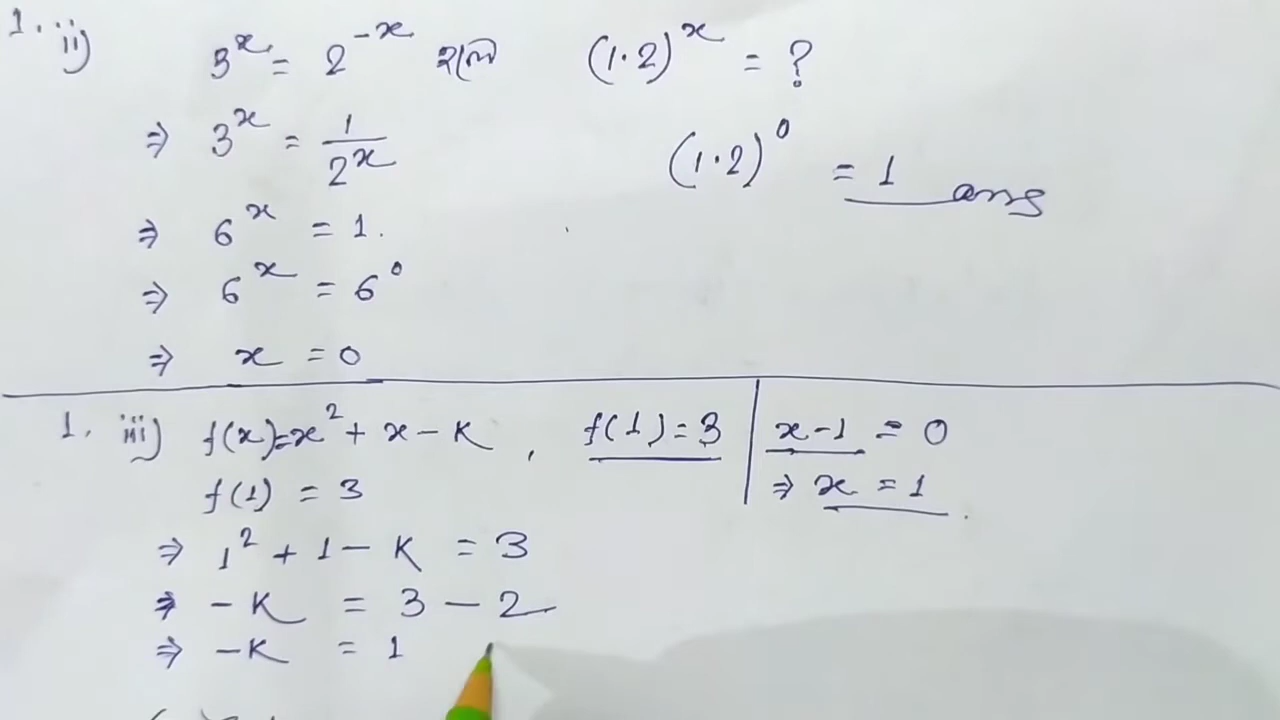 1. ii) 3^x = 2^-x হলে (1.2)^x = ?
⇒ 3^x = 1/2^x (1.2)^0 = 1 ans
⇒ 6^x = 1.
⇒ 6^x = 6^0
⇒ x = 0
1. iii) f(x)=x^2 + x - K, f(1) = 3 | x-1 = 0
f(1) = 3 ⇒ x = 1.
⇒ 1^2 + 1 - K = 3
⇒ -K = 3 - 2
⇒ -K = 1